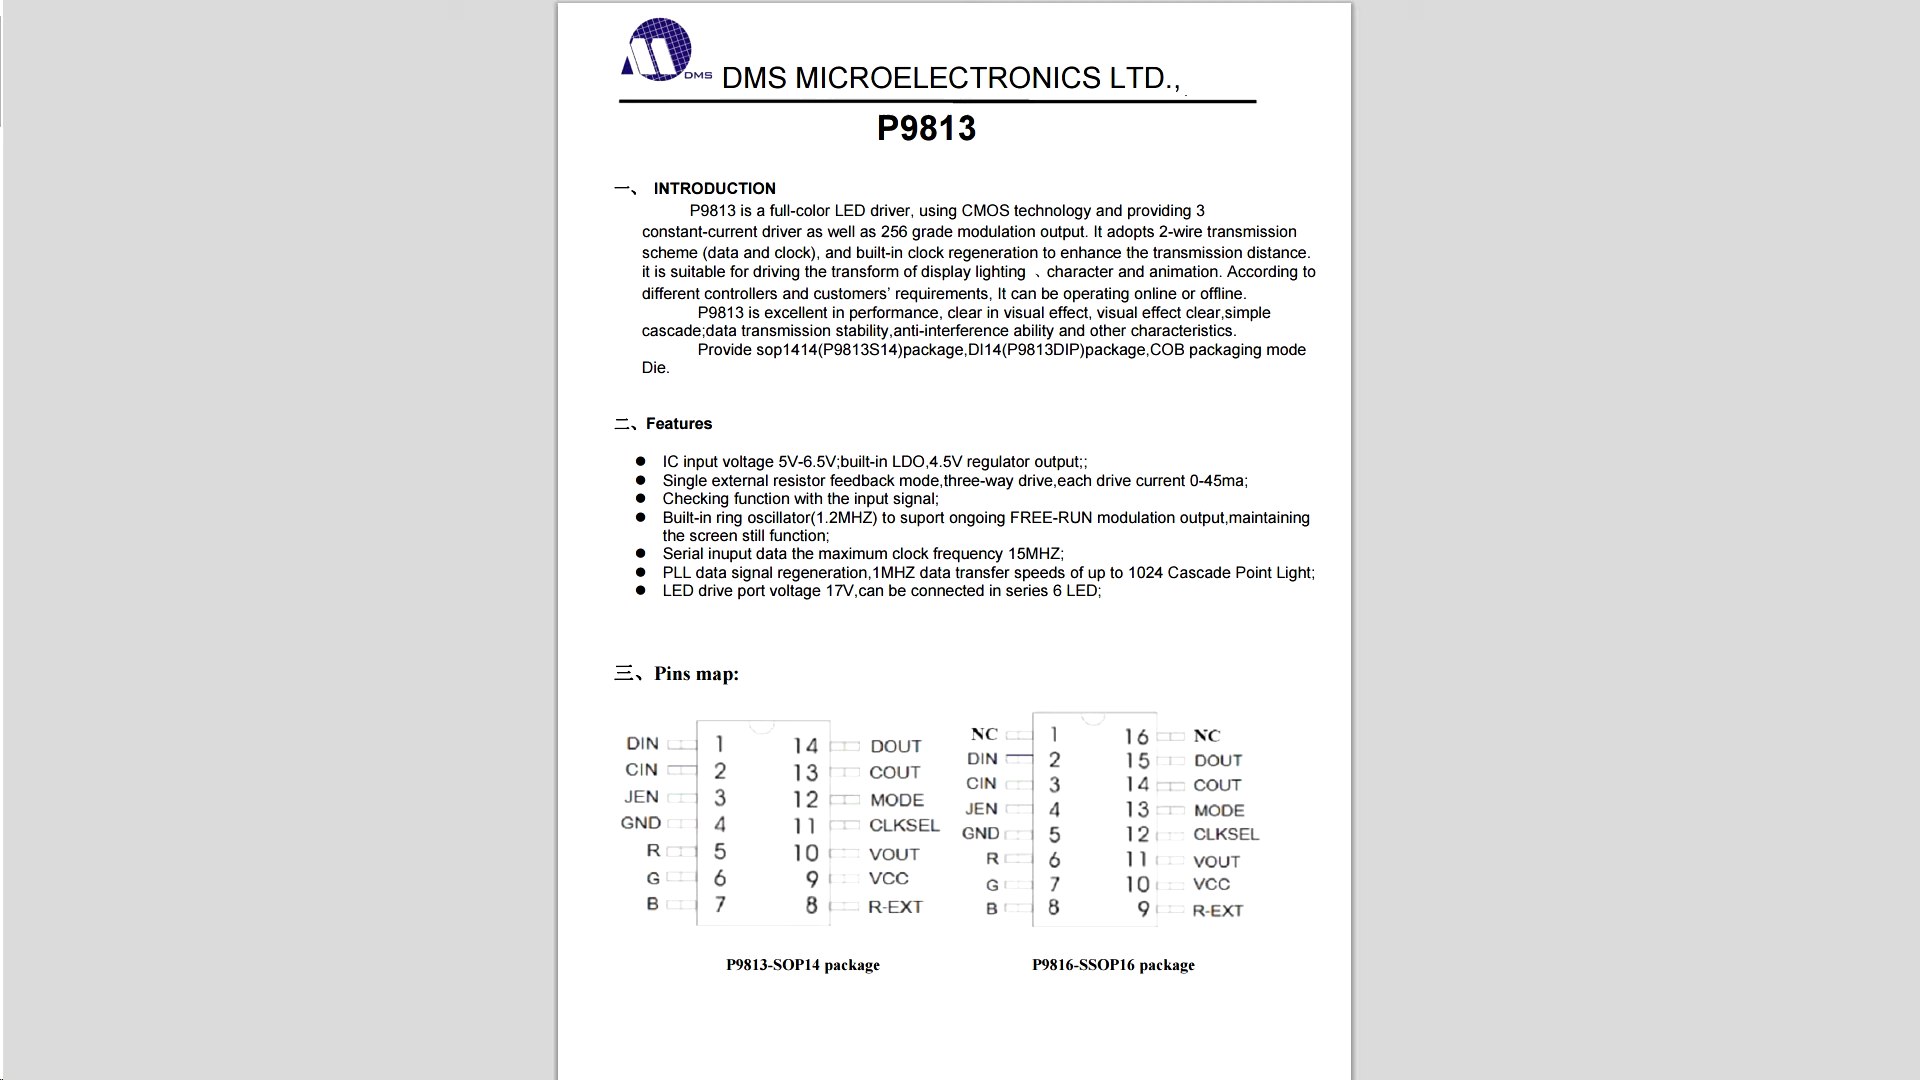 DMS DMS MICROELECTRONICS LTD.,
P9813
一、 INTRODUCTION
P9813 is a full-color LED driver, using CMOS technology and providing 3
constant-current driver as well as 256 grade modulation output. It adopts 2-wire transmission
scheme (data and clock), and built-in clock regeneration to enhance the transmission distance.
it is suitable for driving the transform of display lighting 、character and animation. According to
different controllers and customers’ requirements, It can be operating online or offline.
P9813 is excellent in performance, clear in visual effect, visual effect clear,simple
cascade;data transmission stability,anti-interference ability and other characteristics.
Provide sop1414(P9813S14)package,DI14(P9813DIP)package,COB packaging mode
Die.
二、Features
● IC input voltage 5V-6.5V;built-in LDO,4.5V regulator output;;
● Single external resistor feedback mode,three-way drive,each drive current 0-45ma;
● Checking function with the input signal;
● Built-in ring oscillator(1.2MHZ) to suport ongoing FREE-RUN modulation output,maintaining
the screen still function;
● Serial inuput data the maximum clock frequency 15MHZ;
● PLL data signal regeneration,1MHZ data transfer speeds of up to 1024 Cascade Point Light;
● LED drive port voltage 17V,can be connected in series 6 LED;
三、Pins map:
DIN 1 14 DOUT
CIN 2 13 COUT
JEN 3 12 MODE
GND 4 11 CLKSEL
R 5 10 VOUT
G 6 9 VCC
B 7 8 R-EXT
P9813-SOP14 package
NC 1 16 NC
DIN 2 15 DOUT
CIN 3 14 COUT
JEN 4 13 MODE
GND 5 12 CLKSEL
R 6 11 VOUT
G 7 10 VCC
B 8 9 R-EXT
P9816-SSOP16 package